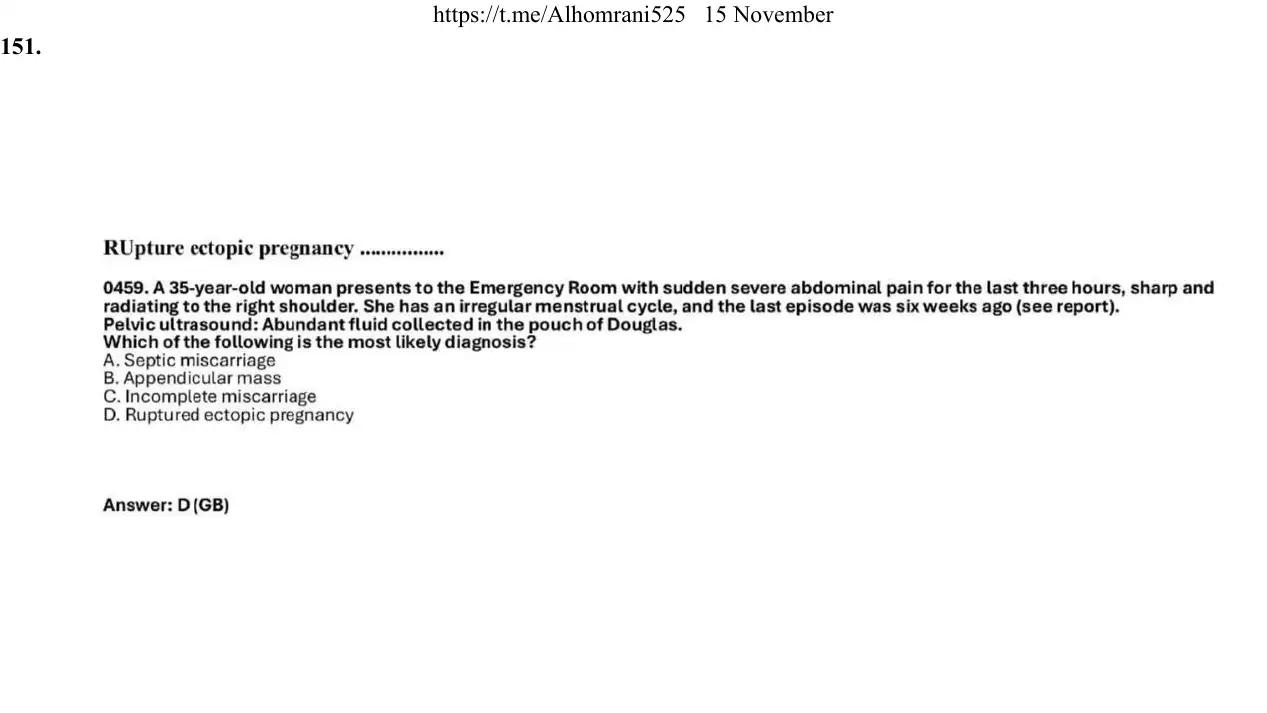 https://t.me/Alhomrani525 15 November
151.
RUpture ectopic pregnancy ................
0459. A 35-year-old woman presents to the Emergency Room with sudden severe abdominal pain for the last three hours, sharp and
radiating to the right shoulder. She has an irregular menstrual cycle, and the last episode was six weeks ago (see report).
Pelvic ultrasound: Abundant fluid collected in the pouch of Douglas.
Which of the following is the most likely diagnosis?
A. Septic miscarriage
B. Appendicular mass
C. Incomplete miscarriage
D. Ruptured ectopic pregnancy
Answer: D (GB)